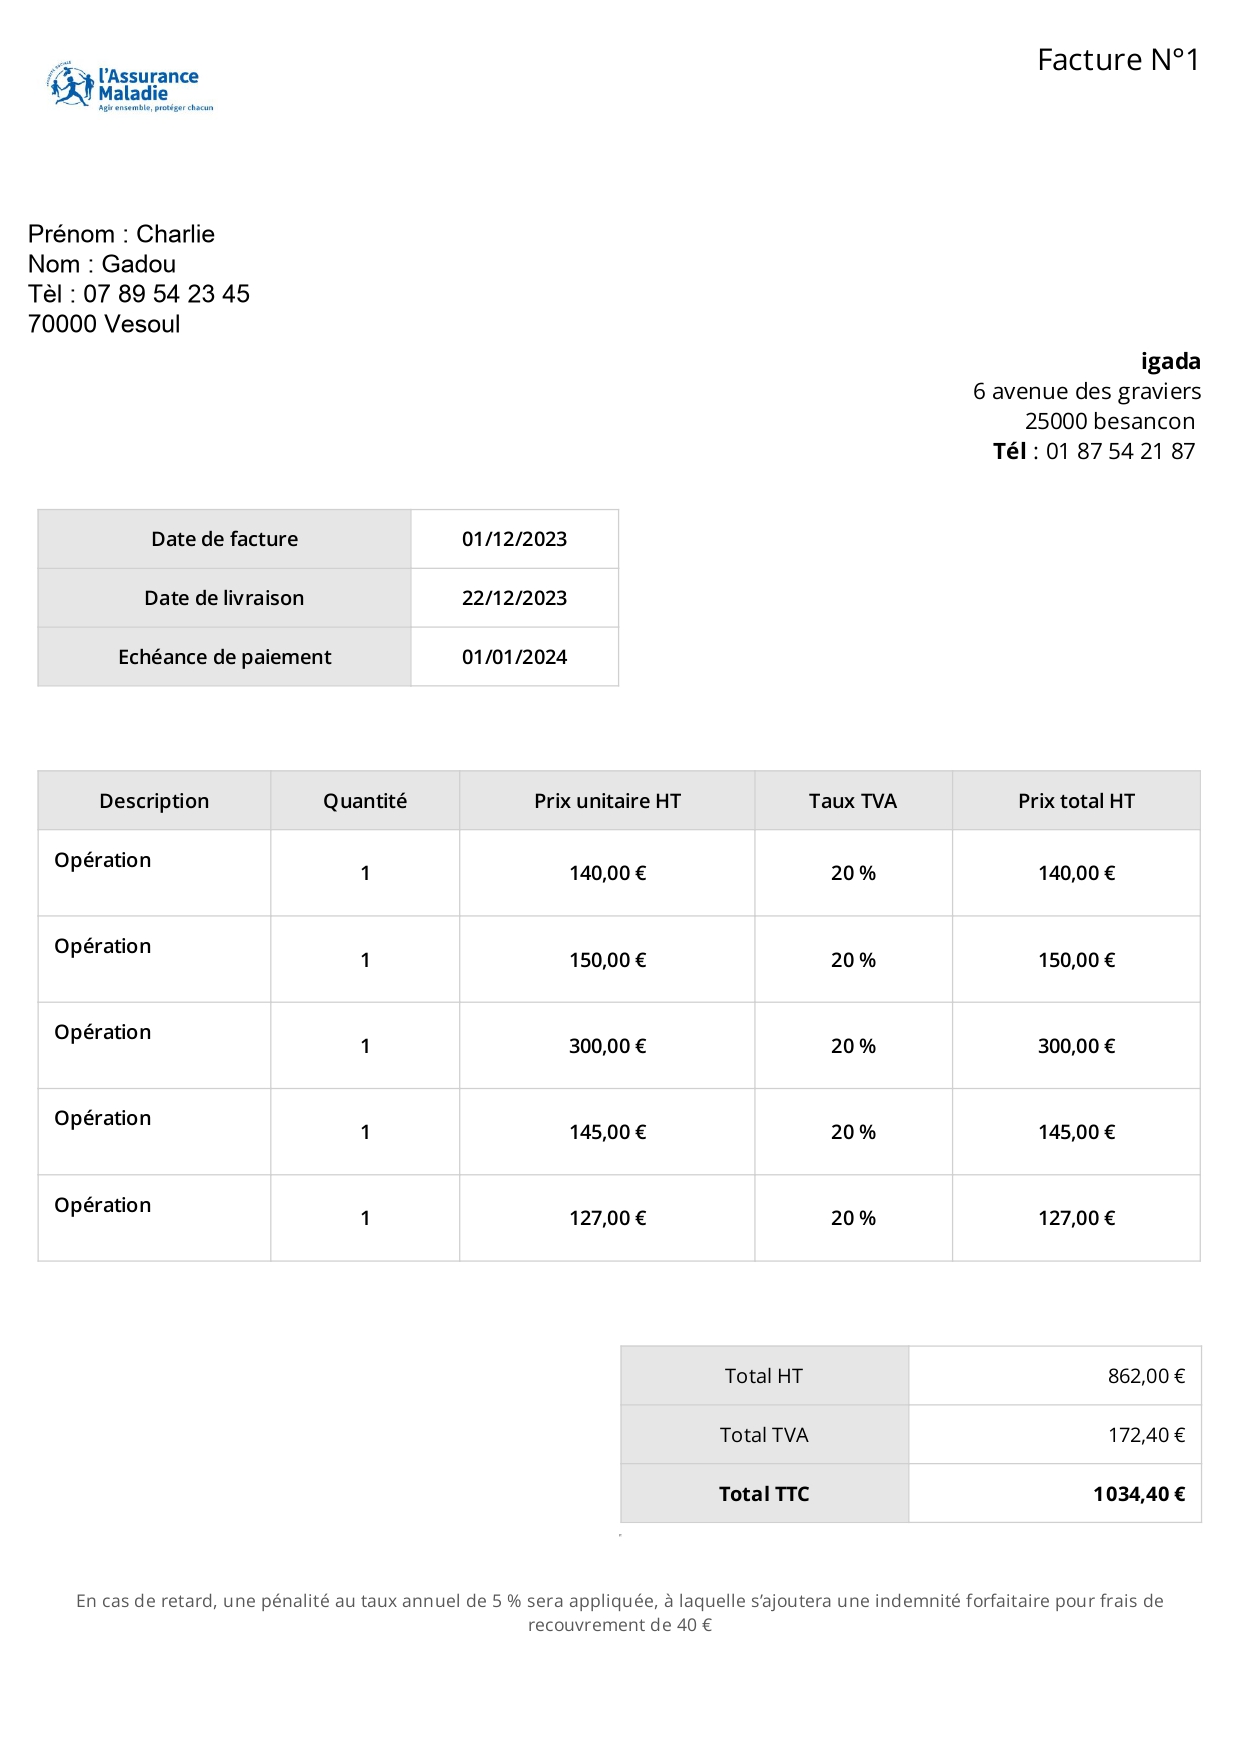 l'Assurance
Maladie
Agir ensemble, protéger chacun
Facture N°1
Prénom : Charlie
Nom : Gadou
Tèl : 07 89 54 23 45
70000 Vesoul
igada
6 avenue des graviers
25000 besancon
Tél : 01 87 54 21 87
Date de facture 01/12/2023
Date de livraison 22/12/2023
Echéance de paiement 01/01/2024
Description Quantité Prix unitaire HT Taux TVA Prix total HT
Opération 1 140,00 € 20 % 140,00 €
Opération 1 150,00 € 20 % 150,00 €
Opération 1 300,00 € 20 % 300,00 €
Opération 1 145,00 € 20 % 145,00 €
Opération 1 127,00 € 20 % 127,00 €
Total HT 862,00 €
Total TVA 172,40 €
Total TTC 1034,40 €
En cas de retard, une pénalité au taux annuel de 5 % sera appliquée, à laquelle s’ajoutera une indemnité forfaitaire pour frais de
recouvrement de 40 €